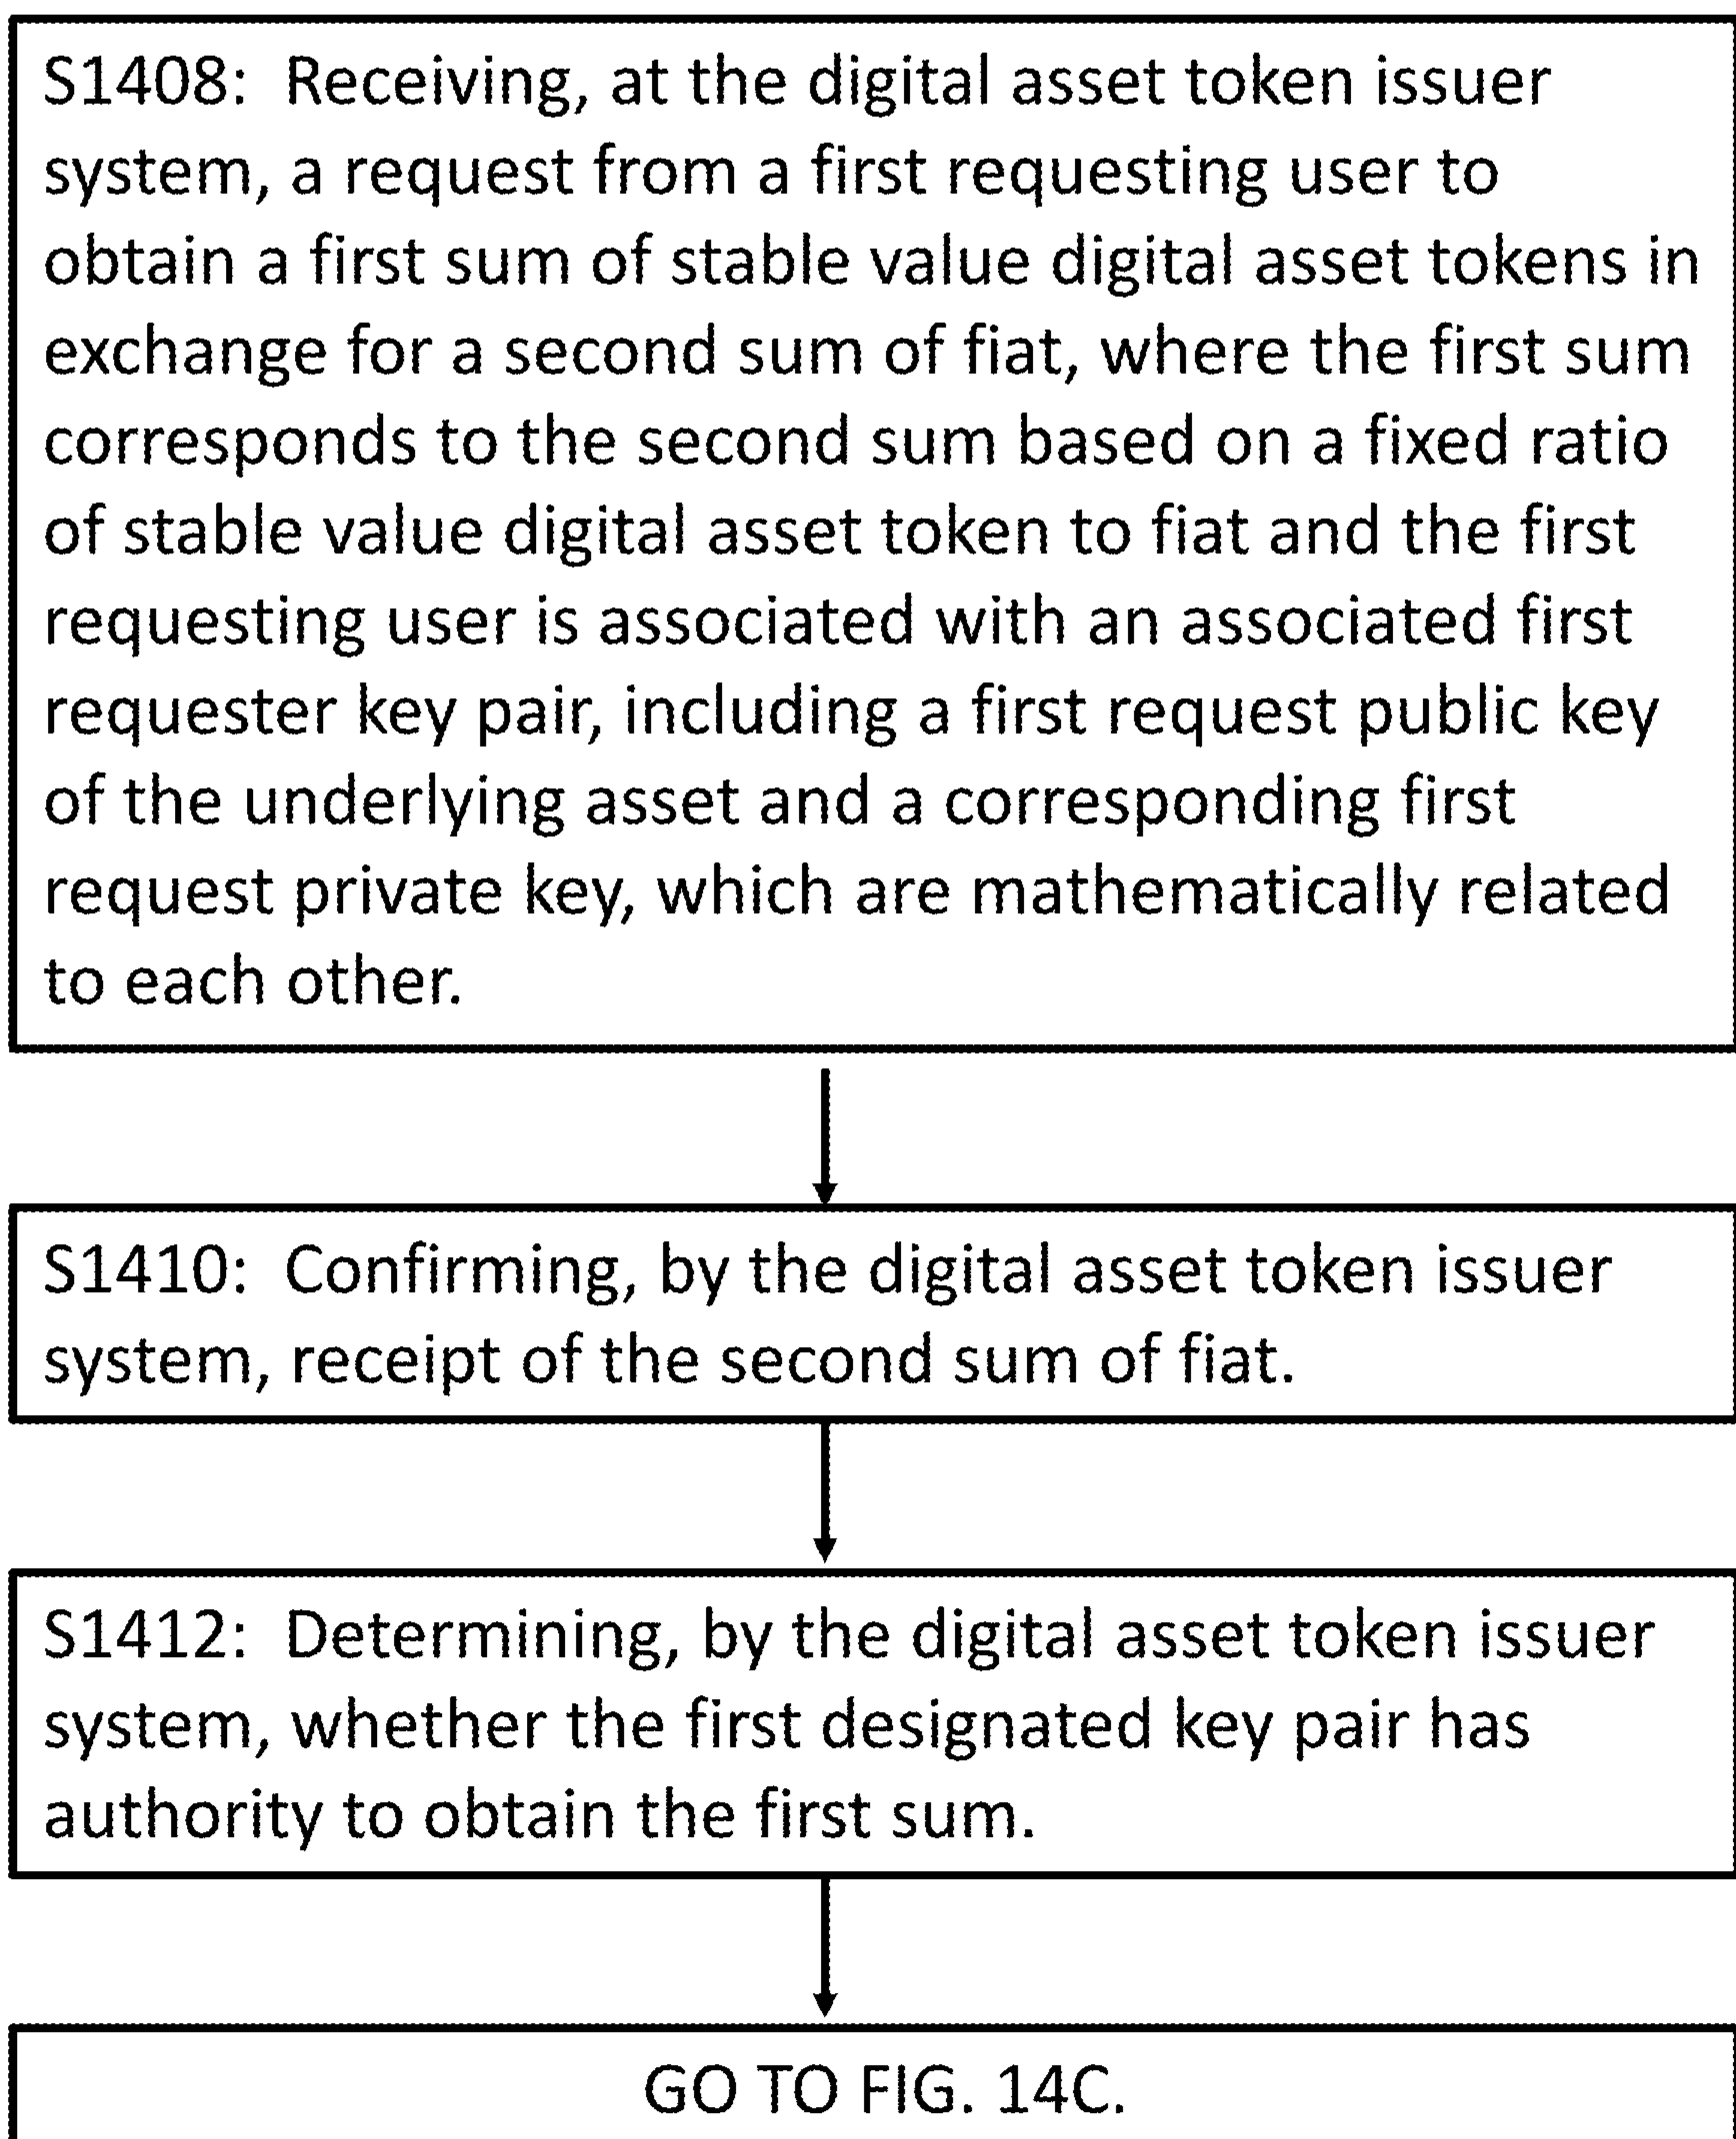 S1408: Receiving, at the digital asset token issuer
system, a request from a first requesting user to
obtain a first sum of stable value digital asset tokens in
exchange for a second sum of fiat, where the first sum
corresponds to the second sum based on a fixed ratio
of stable value digital asset token to fiat and the first
requesting user is associated with an associated first
requester key pair, including a first request public key
of the underlying asset and a corresponding first
request private key, which are mathematically related
to each other.
S1410: Confirming, by the digital asset token issuer
system, receipt of the second sum of fiat.
S1412: Determining, by the digital asset token issuer
system, whether the first designated key pair has
authority to obtain the first sum.
GO TO FIG. 14C.